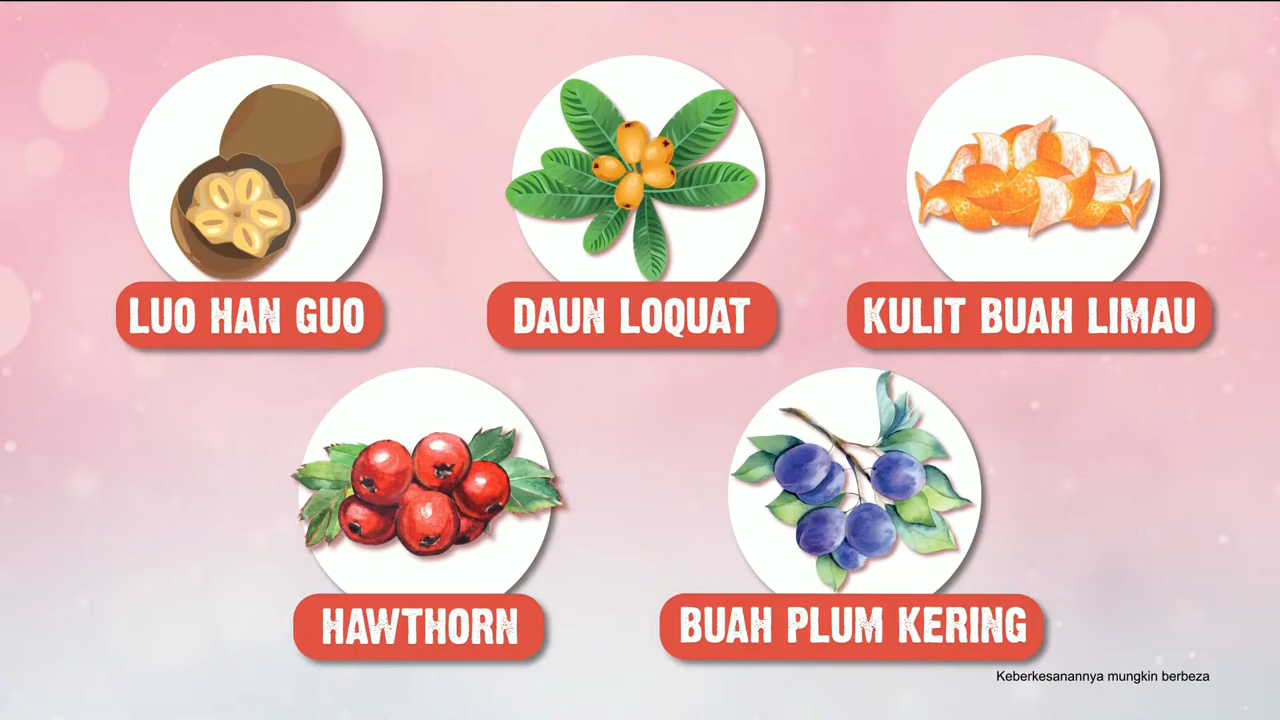 LUO HAN GUO
DAUN LOQUAT
KULIT BUAH LIMAU
HAWTHORN
BUAH PLUM KERING
Keberkesanannya mungkin berbeza